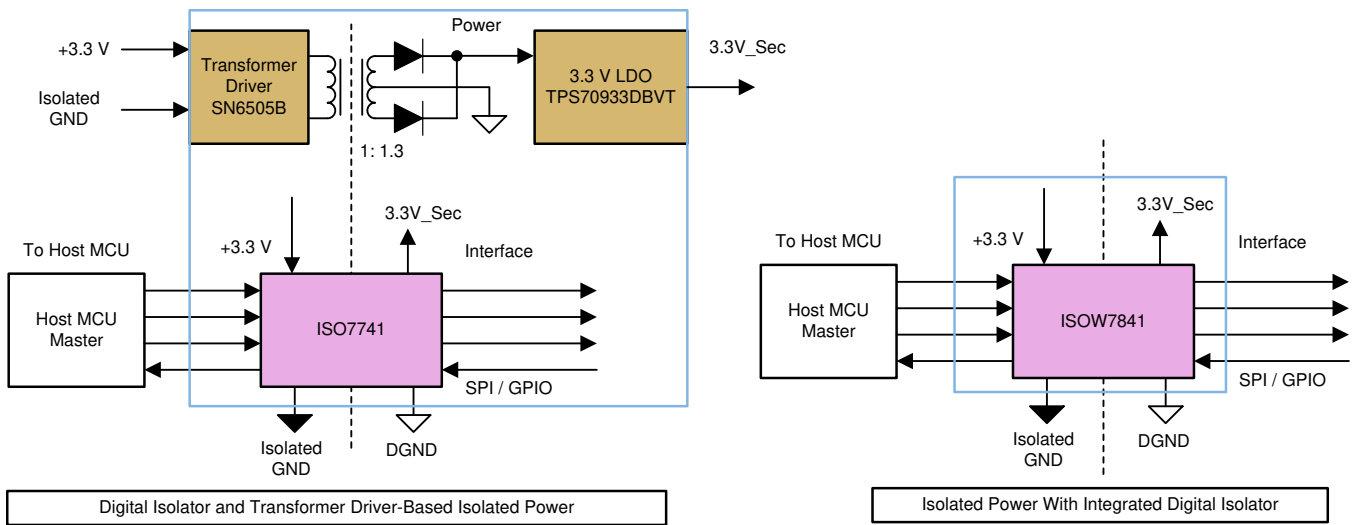 +3.3 V
Isolated
GND
Transformer
Driver
SN6505B
1: 1.3
Power
3.3 V LDO
TPS70933DBVT
3.3V_Sec
To Host MCU
Host MCU
Master
+3.3 V
3.3V_Sec
Interface
ISO7741
SPI / GPIO
Isolated
GND
DGND
Digital Isolator and Transformer Driver-Based Isolated Power
To Host MCU
Host MCU
Master
+3.3 V
3.3V_Sec
Interface
ISOW7841
SPI / GPIO
Isolated
GND
DGND
Isolated Power With Integrated Digital Isolator